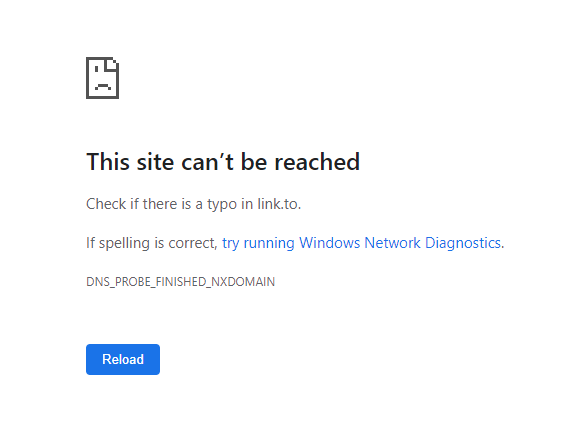 This site can’t be reached
Check if there is a typo in link.to.
If spelling is correct, try running Windows Network Diagnostics.
DNS_PROBE_FINISHED_NXDOMAIN
Reload